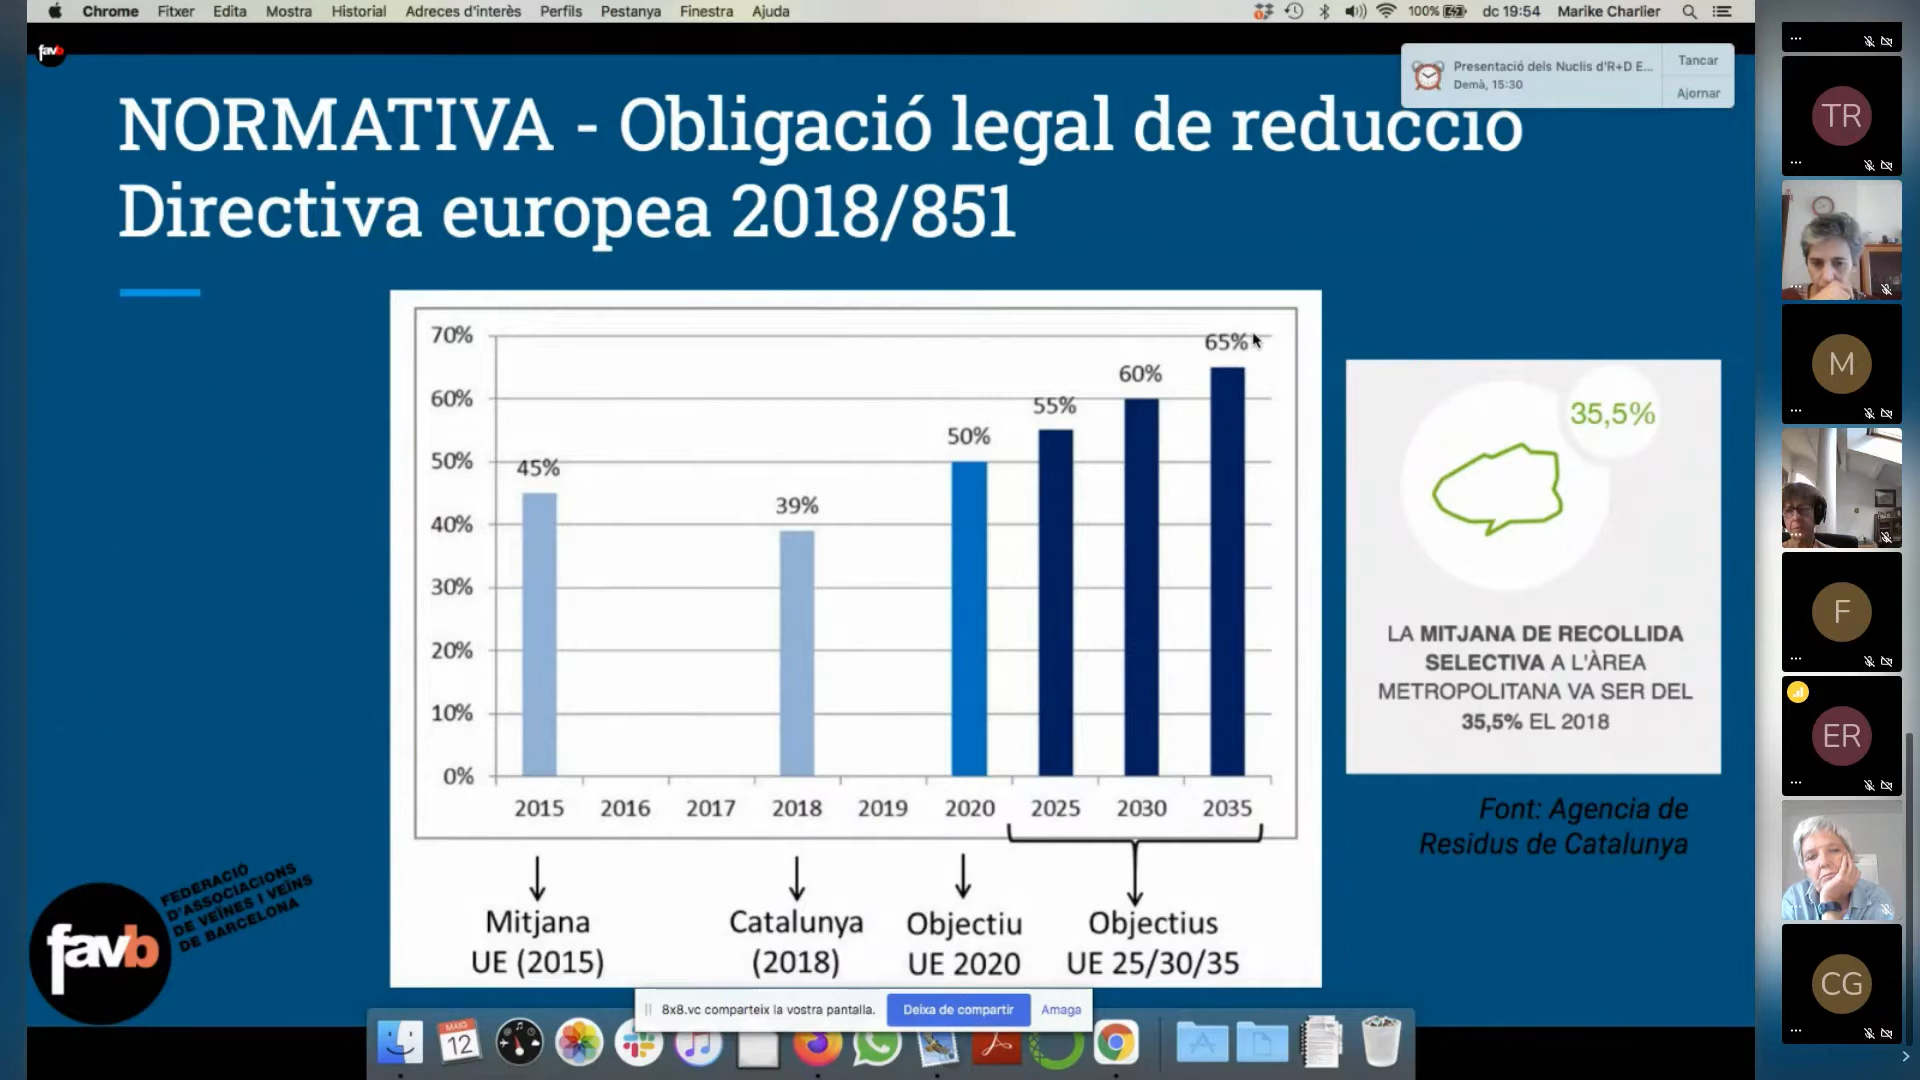 Chrome Fitxer Edita Mostra Historial Adreces d'interès Perfils Pestanya Finestra Ajuda
100% dc 19:54 Marike Charlier
favb
Presentació dels Nuclis d'R+D E...
Demà, 15:30
Tancar
Ajornar
NORMATIVA - Obligació legal de reduccio
Directiva europea 2018/851
70%
60%
50%
40%
30%
20%
10%
0%
45%
39%
50%
55%
60%
65%
2015 2016 2017 2018 2019 2020 2025 2030 2035
Mitjana
UE (2015)
Catalunya
(2018)
Objectiu
UE 2020
Objectius
UE 25/30/35
35,5%
LA MITJANA DE RECOLLIDA
SELECTIVA A L'ÀREA
METROPOLITANA VA SER DEL
35,5% EL 2018
Font: Agencia de
Residus de Catalunya
favb
FEDERACIÓ
D'ASSOCIACIONS
DE VEÏNES I VEÏNS
DE BARCELONA
8x8.vc comparteix la vostra pantalla.
Deixa de compartir
Amaga
MAIG
12
TR
M
F
ER
CG